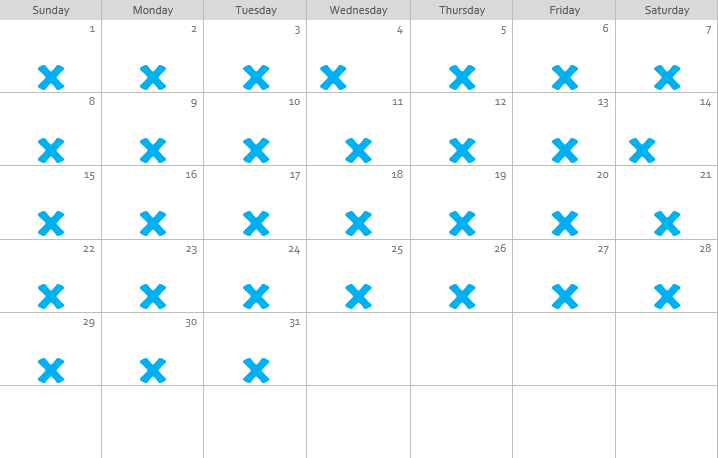 Sunday Monday Tuesday Wednesday Thursday Friday Saturday
1 2 3 4 5 6 7
8 9 10 11 12 13 14
15 16 17 18 19 20 21
22 23 24 25 26 27 28
29 30 31